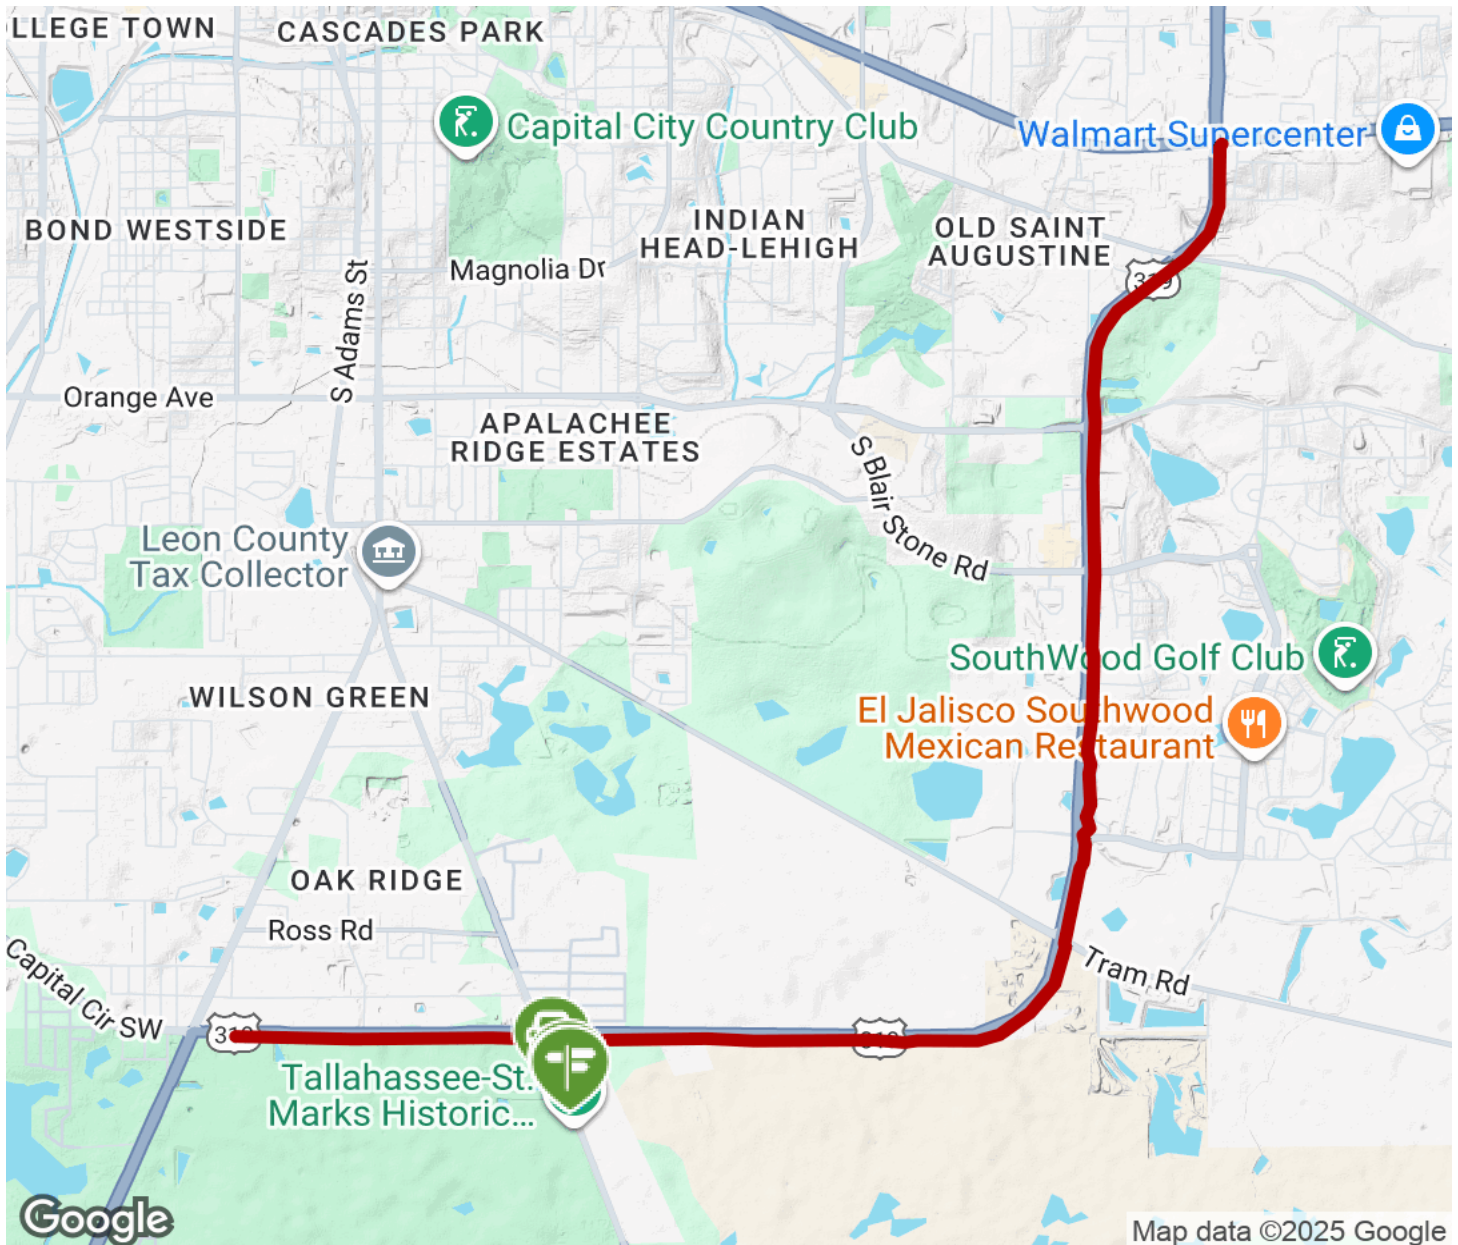 LLEGE TOWN
CASCADES PARK
Capital City Country Club
Walmart Supercenter
BOND WESTSIDE
INDIAN
HEAD-LEHIGH
OLD SAINT
AUGUSTINE
Magnolia Dr
319
S Adams St
Orange Ave
APALACHEE
RIDGE ESTATES
S Blair Stone Rd
Leon County
Tax Collector
SouthWood Golf Club
WILSON GREEN
El Jalisco Southwood
Mexican Restaurant
OAK RIDGE
Ross Rd
Capital Cir SW
Tram Rd
319
319
Tallahassee-St.
Marks Historic...
Google
Map data ©2025 Google